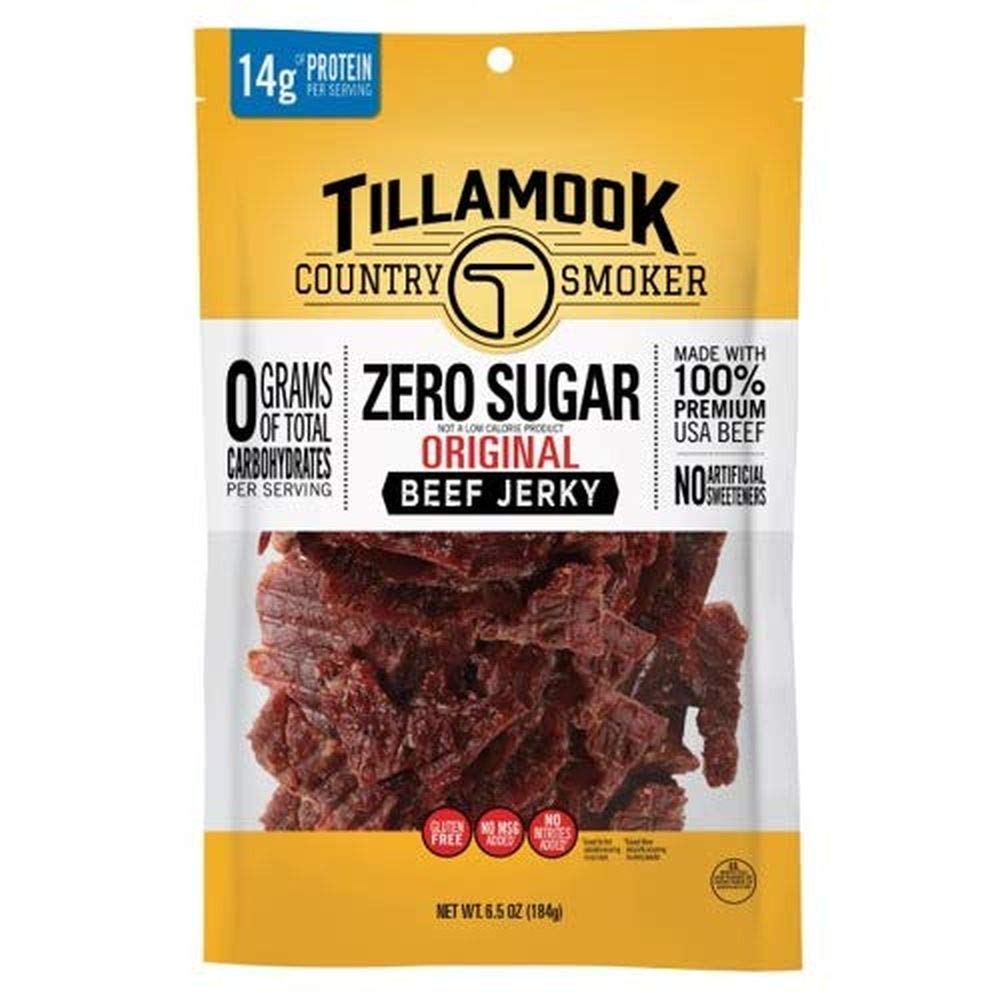 14g OF PROTEIN
PER SERVING
TILLAMOOK
COUNTRY SMOKER
0 GRAMS
OF TOTAL
CARBOHYDRATES
PER SERVING
ZERO SUGAR
NOT A LOW CALORIE PRODUCT
ORIGINAL
BEEF JERKY
MADE WITH
100%
PREMIUM
USA BEEF
NO ARTIFICIAL
SWEETENERS
GLUTEN
FREE
NO MSG
ADDED
NO
NITRITES
ADDED
NET WT. 6.5 OZ (184g)